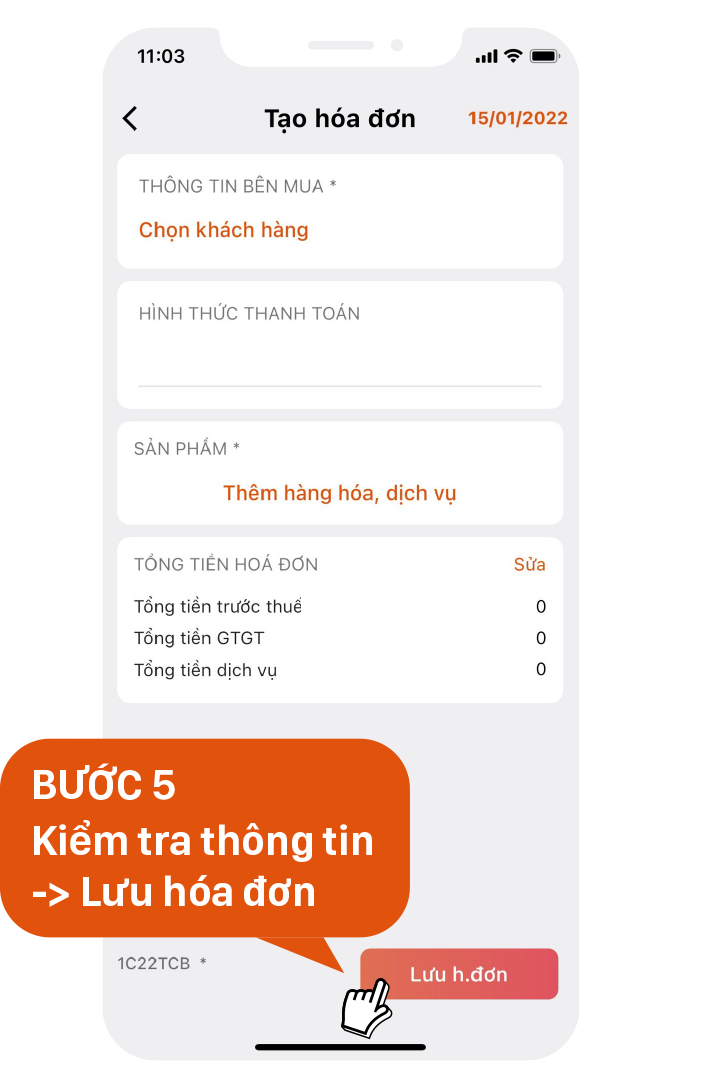 11:03
Tạo hóa đơn
15/01/2022
THÔNG TIN BÊN MUA *
Chọn khách hàng
HÌNH THỨC THANH TOÁN
SẢN PHẨM *
Thêm hàng hóa, dịch vụ
TỔNG TIỀN HOÁ ĐƠN
Sửa
Tổng tiền trước thuế
0
Tổng tiền GTGT
0
Tổng tiền dịch vụ
0
BƯỚC 5
Kiểm tra thông tin
-> Lưu hóa đơn
1C22TCB *
Lưu h.đơn